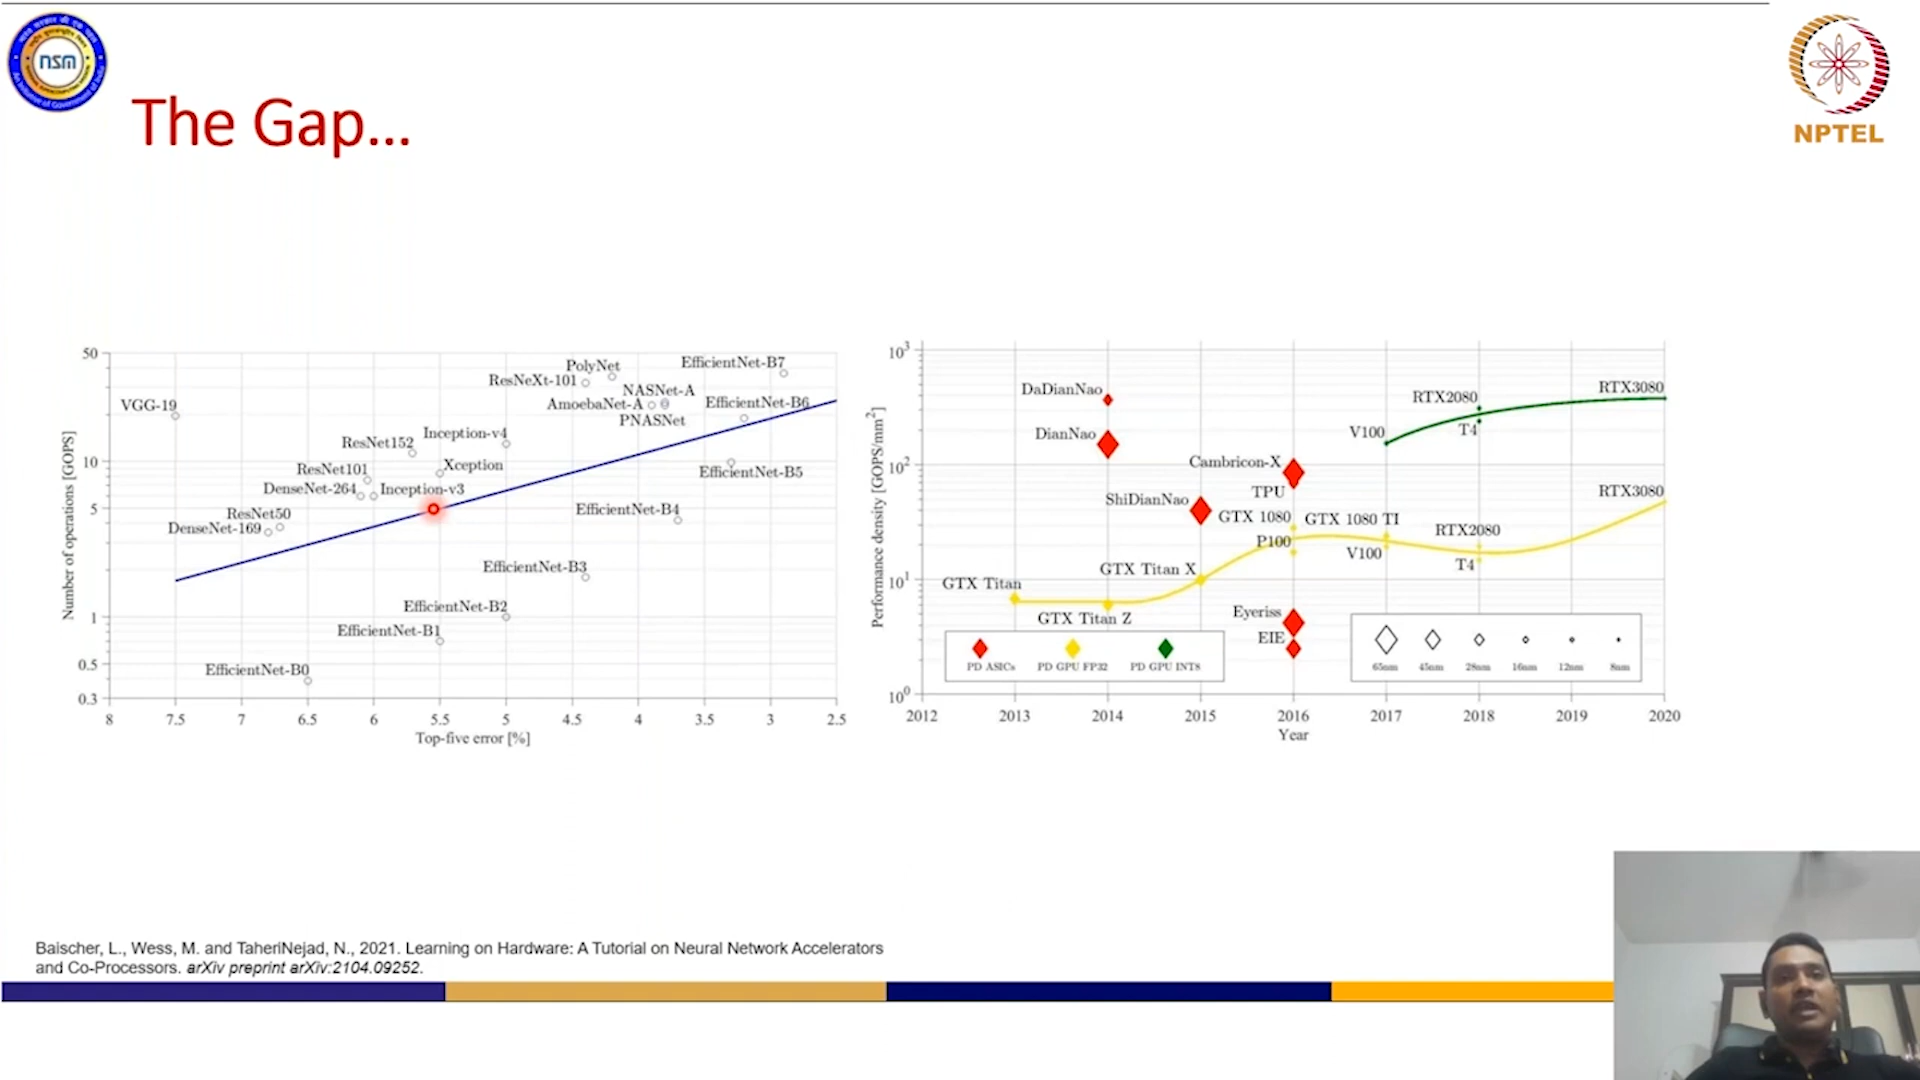 nsm
The Gap...
NPTEL
50
10
5
1
0.5
0.3
Number of operations [GOPS]
VGG-19
PolyNet
ResNeXt-101
EfficientNet-B7
NASNet-A
AmoebaNet-A
EfficientNet-B6
PNASNet
Inception-v4
ResNet152
Xception
ResNet101
DenseNet-264
Inception-v3
EfficientNet-B5
ResNet50
DenseNet-169
EfficientNet-B4
EfficientNet-B3
EfficientNet-B2
EfficientNet-B1
EfficientNet-B0
8 7.5 7 6.5 6 5.5 5 4.5 4 3.5 3 2.5
Top-five error [%]
10³
10²
10¹
10⁰
Performance density [GOPS/mm²]
DaDianNao
DianNao
ShiDianNao
Cambricon-X
TPU
GTX 1080
GTX 1080 TI
P100
V100
RTX2080
T4
RTX3080
V100
RTX2080
T4
RTX3080
GTX Titan X
GTX Titan
GTX Titan Z
Eyeriss
EIE
PD ASICs PD GPU FP32 PD GPU INT8
65nm 45nm 28nm 16nm 12nm 8nm
2012 2013 2014 2015 2016 2017 2018 2019 2020
Year
Baischer, L., Wess, M. and TaheriNejad, N., 2021. Learning on Hardware: A Tutorial on Neural Network Accelerators
and Co-Processors. arXiv preprint arXiv:2104.09252.